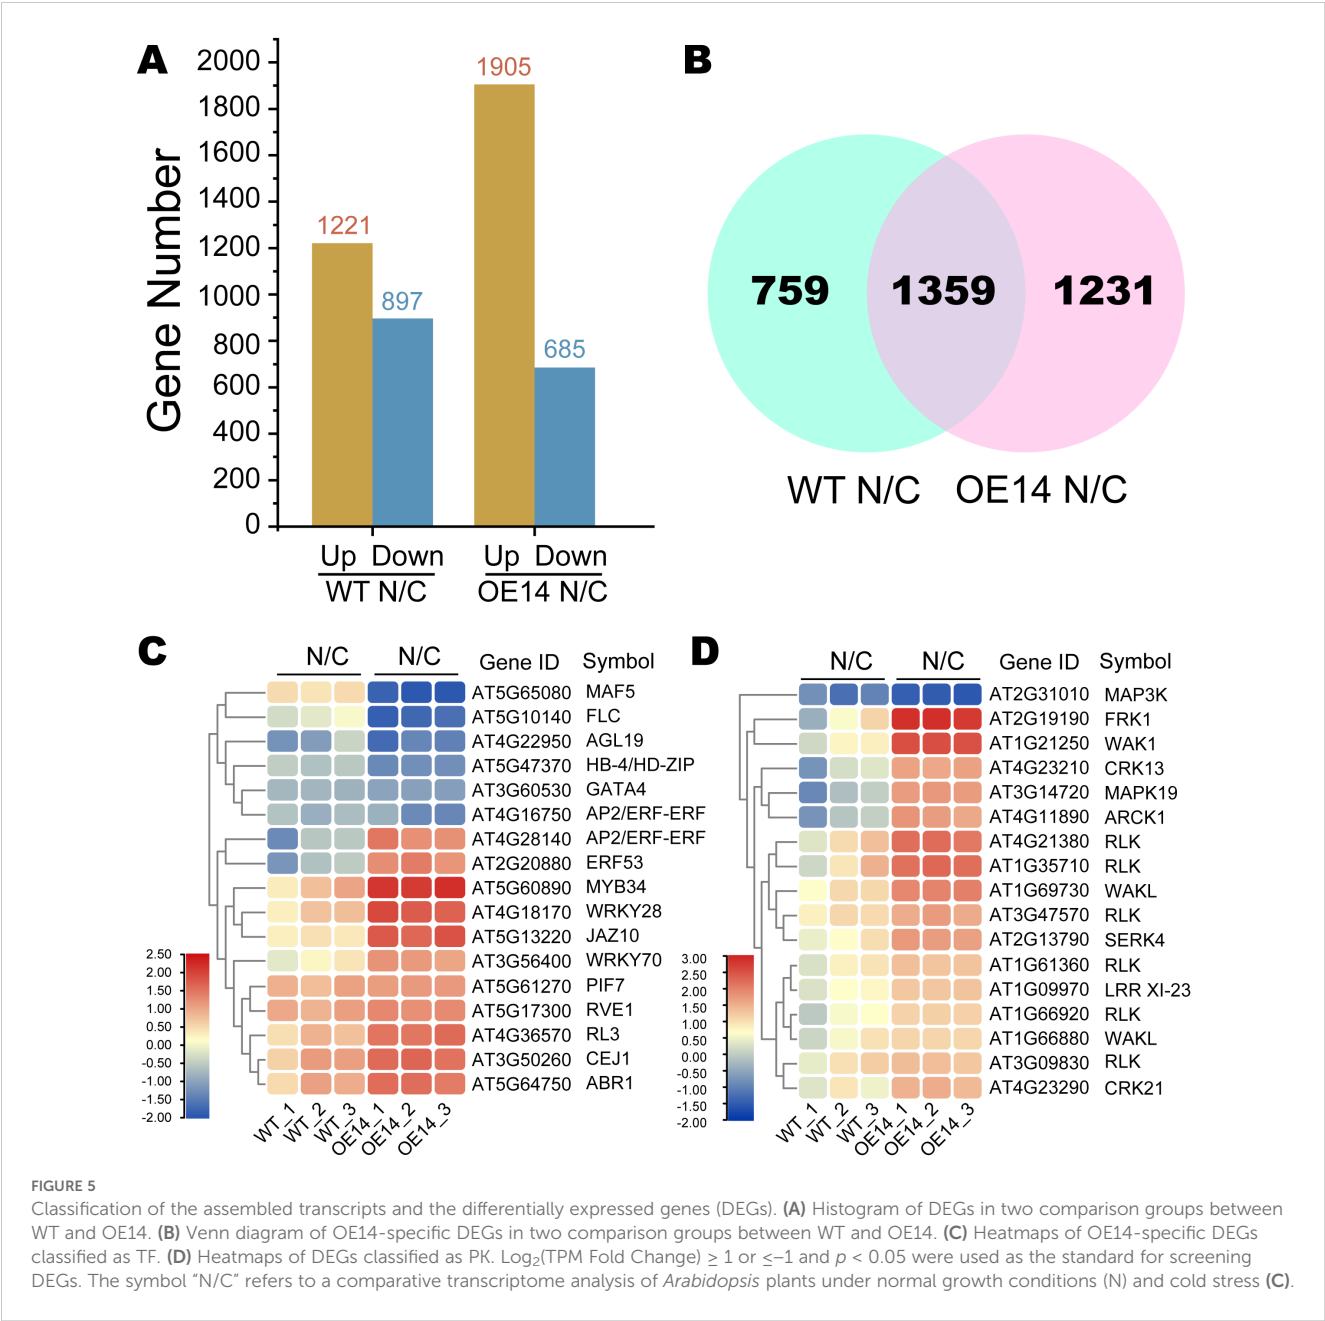 A
Gene Number
2000
1800
1600
1400
1200
1000
800
600
400
200
0
1221
897
1905
685
Up Down
WT N/C
Up Down
OE14 N/C
B
759
1359
1231
WT N/C
OE14 N/C
C
N/C
N/C
Gene ID
Symbol
AT5G65080 MAF5
AT5G10140 FLC
AT4G22950 AGL19
AT5G47370 HB-4/HD-ZIP
AT3G60530 GATA4
AT4G16750 AP2/ERF-ERF
AT4G28140 AP2/ERF-ERF
AT2G20880 ERF53
AT5G60890 MYB34
AT4G18170 WRKY28
AT5G13220 JAZ10
AT3G56400 WRKY70
AT5G61270 PIF7
AT5G17300 RVE1
AT4G36570 RL3
AT3G50260 CEJ1
AT5G64750 ABR1
2.50
2.00
1.50
1.00
0.50
0.00
-0.50
-1.00
-1.50
-2.00
WT_1
WT_2
WT_3
OE14_1
OE14_2
OE14_3
D
N/C
N/C
Gene ID
Symbol
AT2G31010 MAP3K
AT2G19190 FRK1
AT1G21250 WAK1
AT4G23210 CRK13
AT3G14720 MAPK19
AT4G11890 ARCK1
AT4G21380 RLK
AT1G35710 RLK
AT1G69730 WAKL
AT3G47570 RLK
AT2G13790 SERK4
AT1G61360 RLK
AT1G09970 LRR XI-23
AT1G66920 RLK
AT1G66880 WAKL
AT3G09830 RLK
AT4G23290 CRK21
3.00
2.50
2.00
1.50
1.00
0.50
0.00
-0.50
-1.00
-1.50
-2.00
WT_1
WT_2
WT_3
OE14_1
OE14_2
OE14_3
FIGURE 5
Classification of the assembled transcripts and the differentially expressed genes (DEGs). (A) Histogram of DEGs in two comparison groups between
WT and OE14. (B) Venn diagram of OE14-specific DEGs in two comparison groups between WT and OE14. (C) Heatmaps of OE14-specific DEGs
classified as TF. (D) Heatmaps of DEGs classified as PK. Log₂(TPM Fold Change) ≥ 1 or ≤–1 and p < 0.05 were used as the standard for screening
DEGs. The symbol “N/C” refers to a comparative transcriptome analysis of Arabidopsis plants under normal growth conditions (N) and cold stress (C).